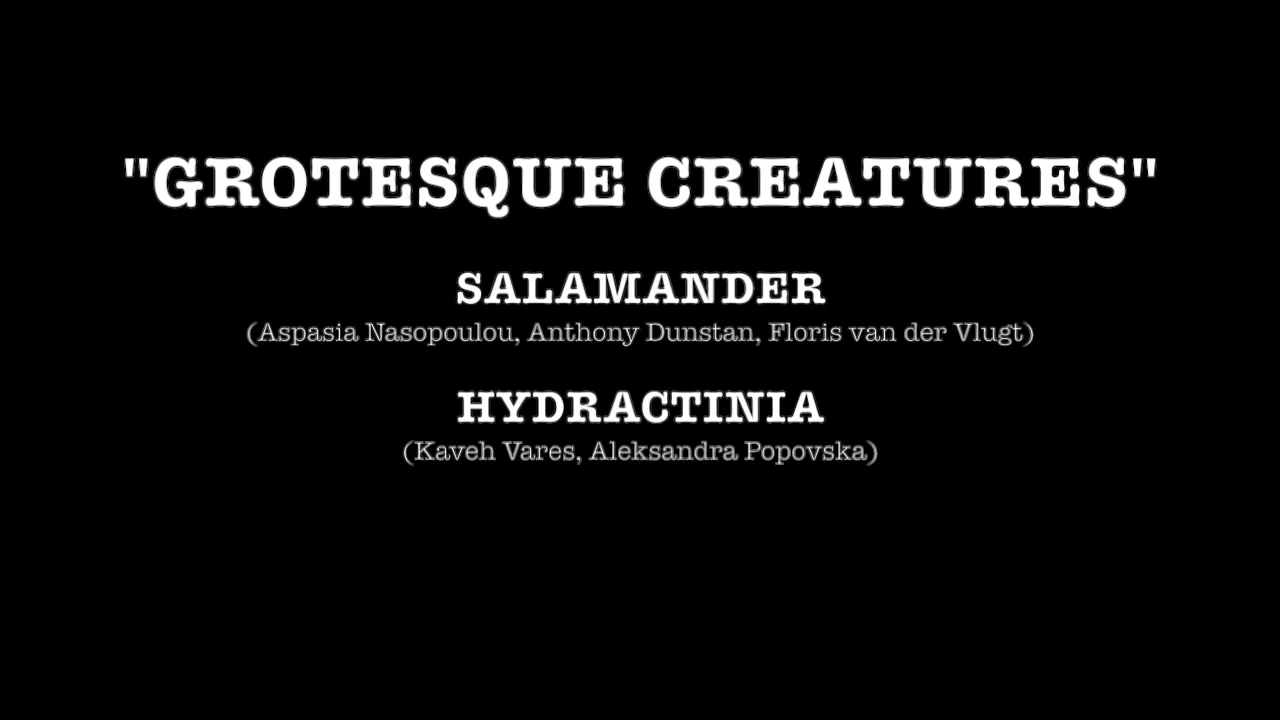 "GROTESQUE CREATURES"
SALAMANDER
(Aspasia Nasopoulou, Anthony Dunstan, Floris van der Vlugt)
HYDRACTINIA
(Kaveh Vares, Aleksandra Popovska)